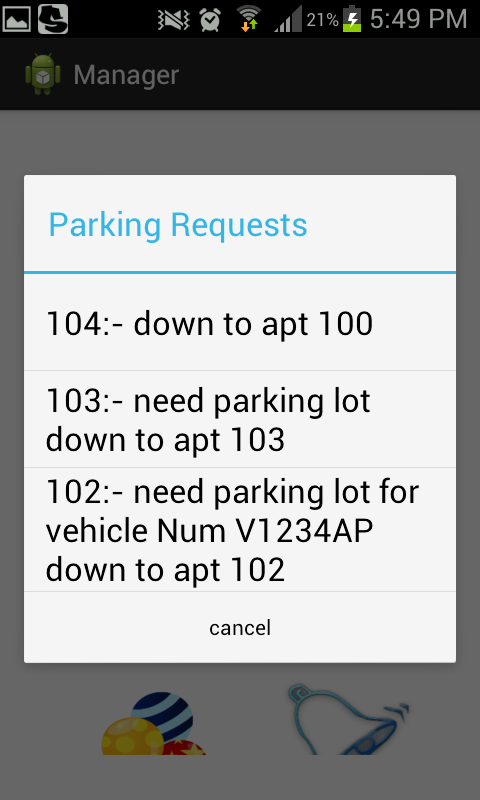 21% 5:49 PM
Manager
Parking Requests
104:- down to apt 100
103:- need parking lot
down to apt 103
102:- need parking lot for
vehicle Num V1234AP
down to apt 102
cancel